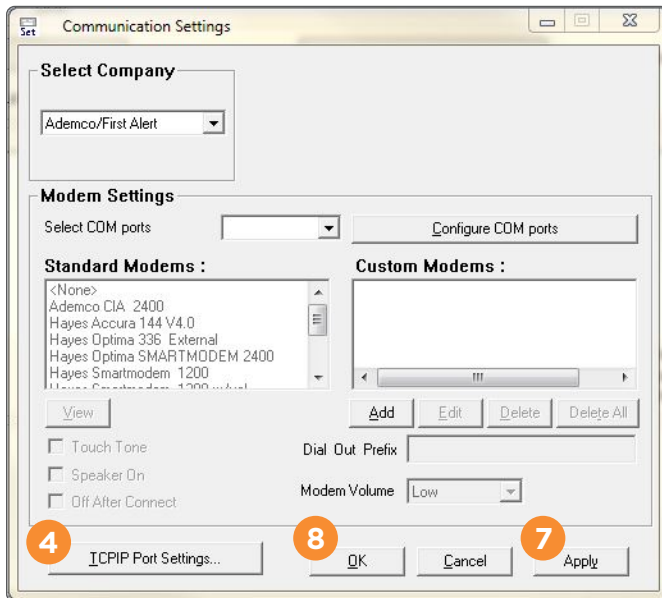 Set Communication Settings
Select Company
Ademco/First Alert
Modem Settings
Select COM ports
Configure COM ports
Standard Modems :
Custom Modems :
<None>
Ademco CIA 2400
Hayes Accura 144 V4.0
Hayes Optima 336 External
Hayes Optima SMARTMODEM 2400
Hayes Smartmodem 1200
View
Add Edit Delete Delete All
Touch Tone
Dial Out Prefix
Speaker On
Modem Volume Low
Off After Connect
4 TCPIP Port Settings...
8 OK
Cancel
7 Apply